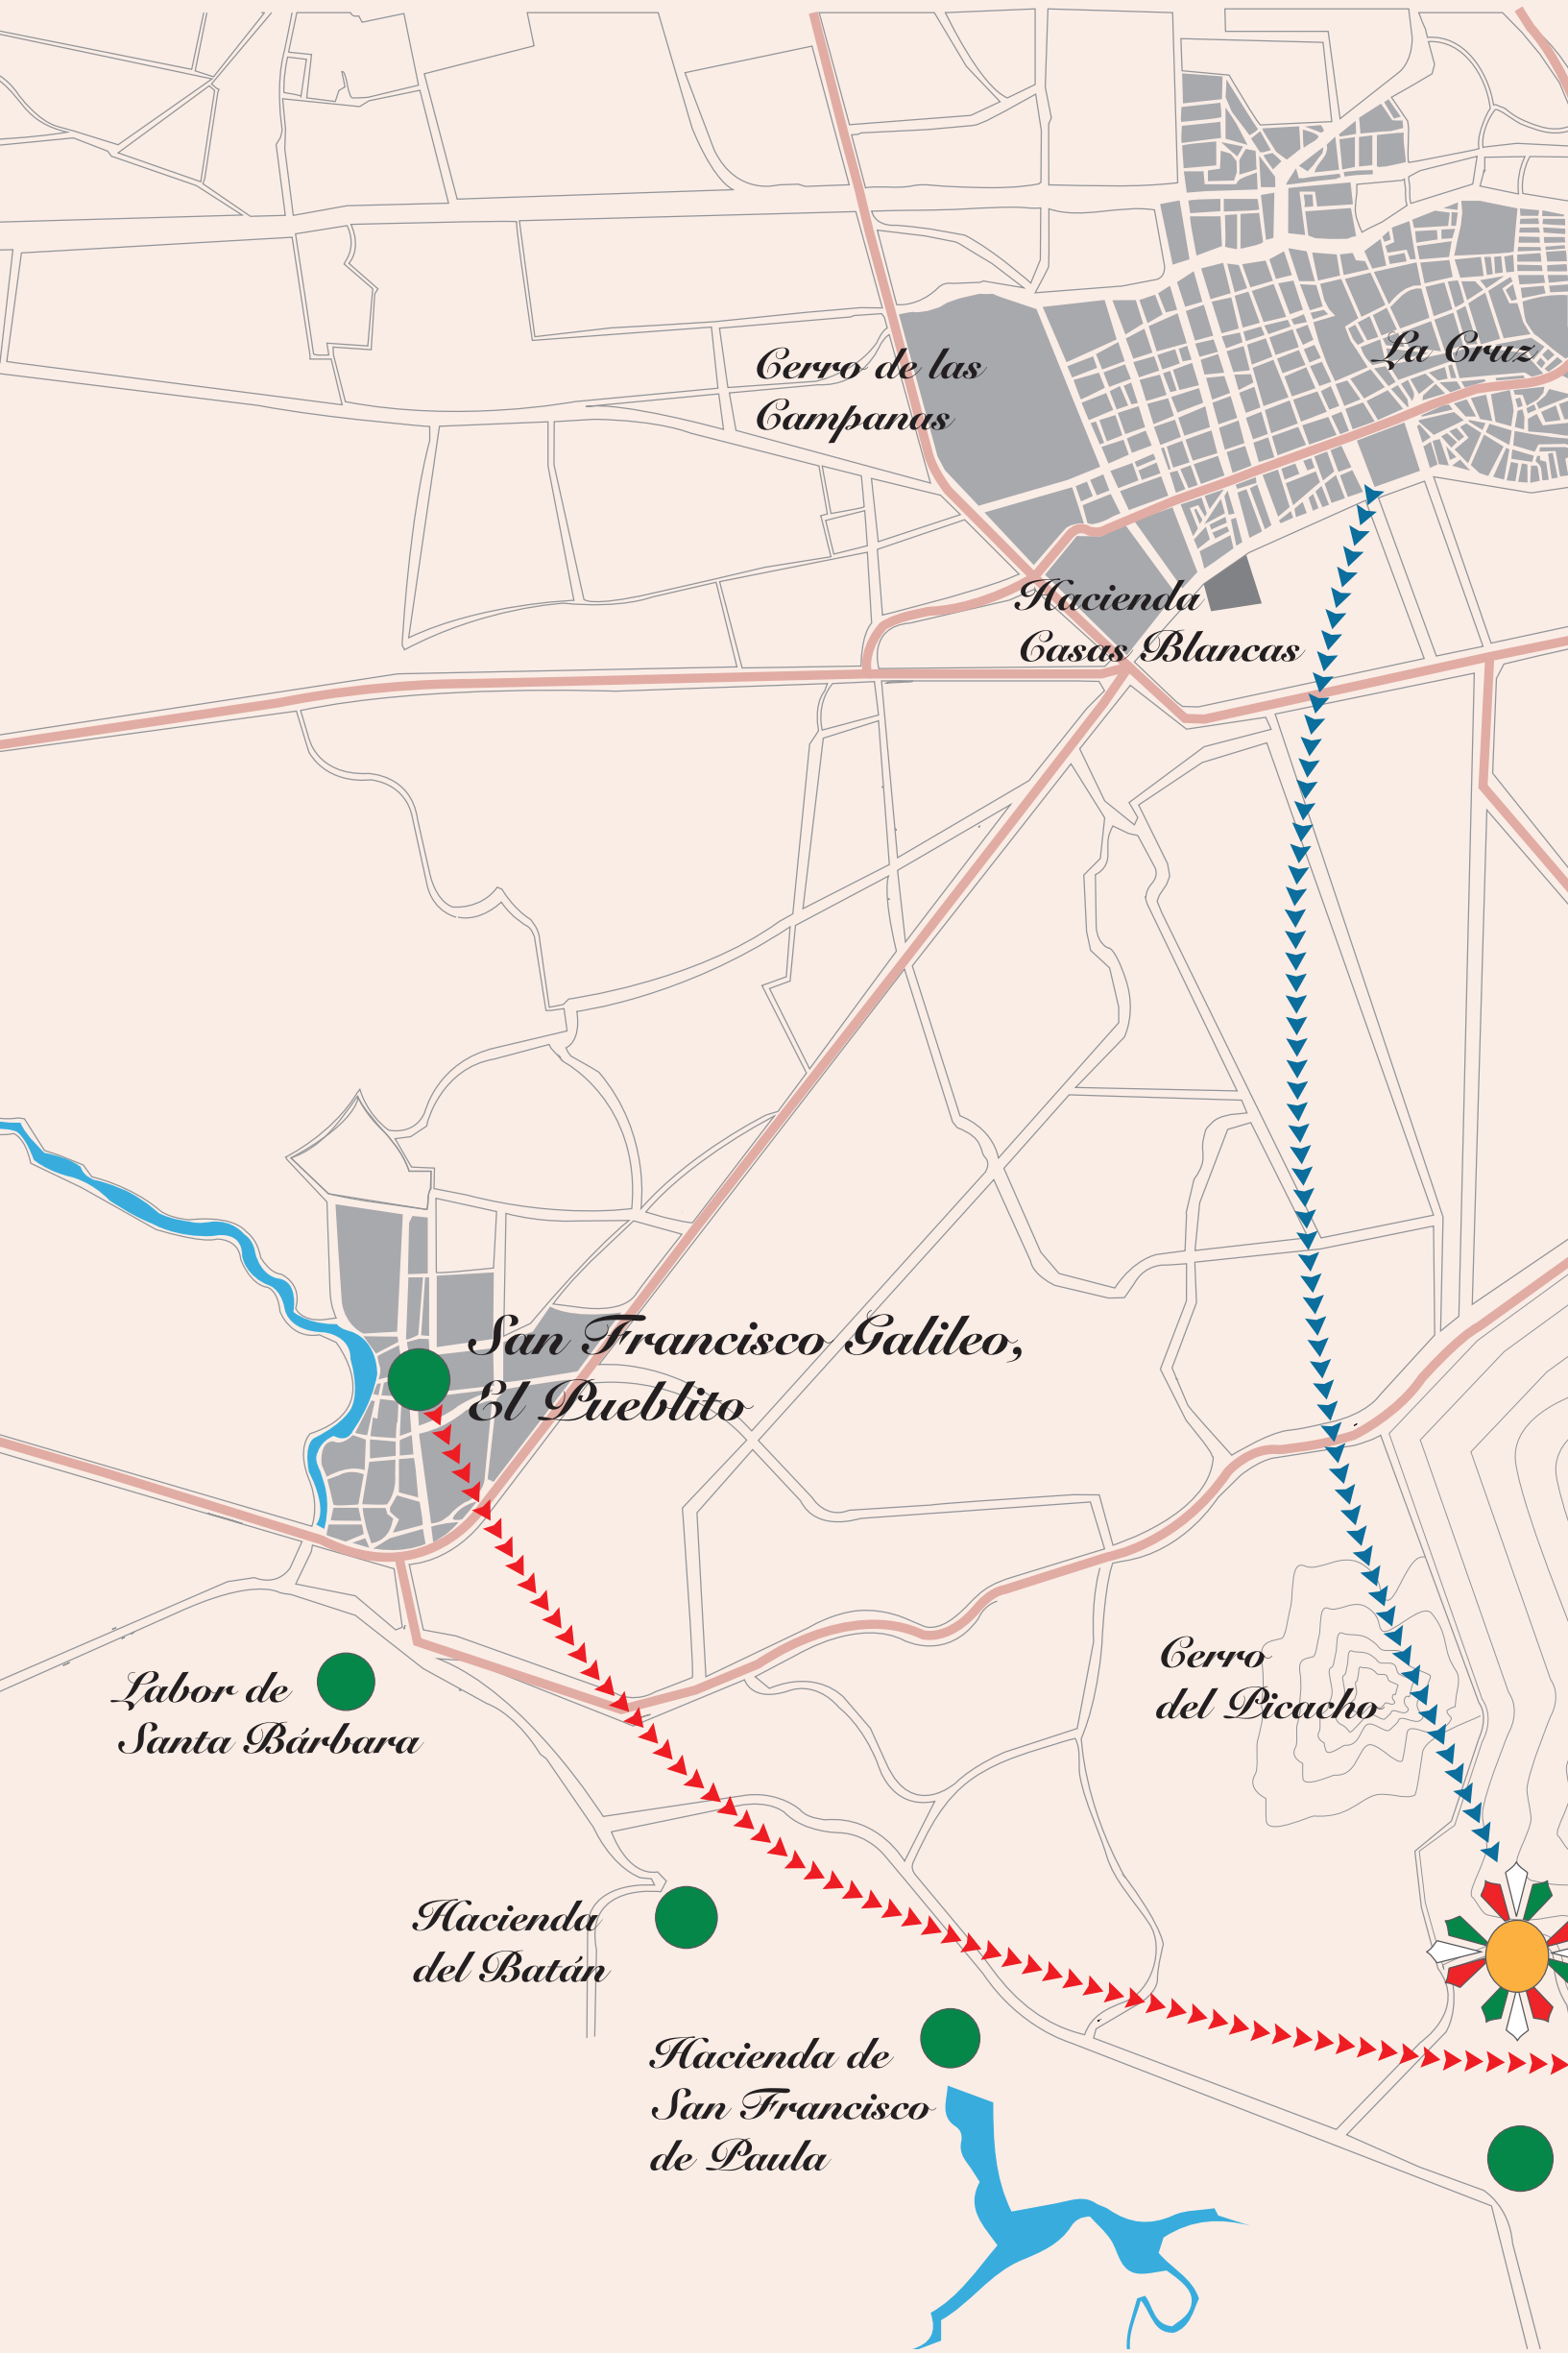 La Cruz
Cerro de las
Campanas
Hacienda
Casas Blancas
San Francisco Galileo,
El Pueblito
Cerro
del Picacho
Labor de
Santa Bárbara
Hacienda
del Batán
Hacienda de
San Francisco
de Paula